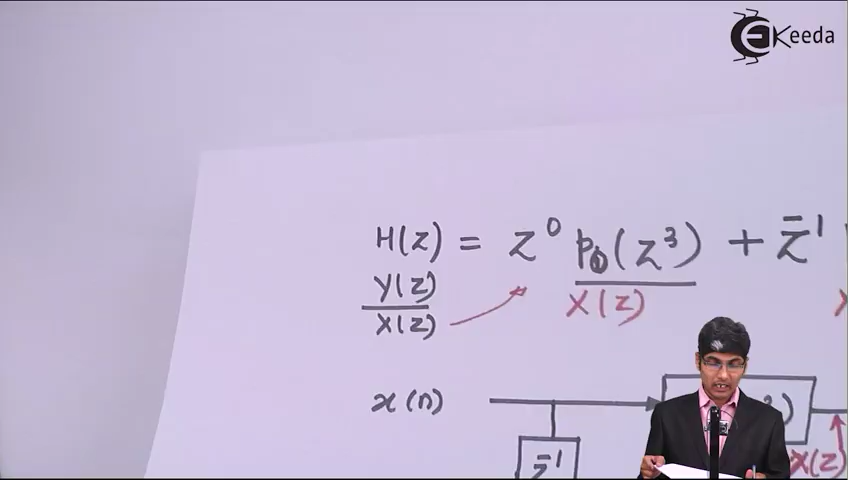 Keeda
H(z) = z⁰ p₀(z³) + z̄¹
Y(z)
X(z)
X(z)
x(n)
z̄¹
X(z)